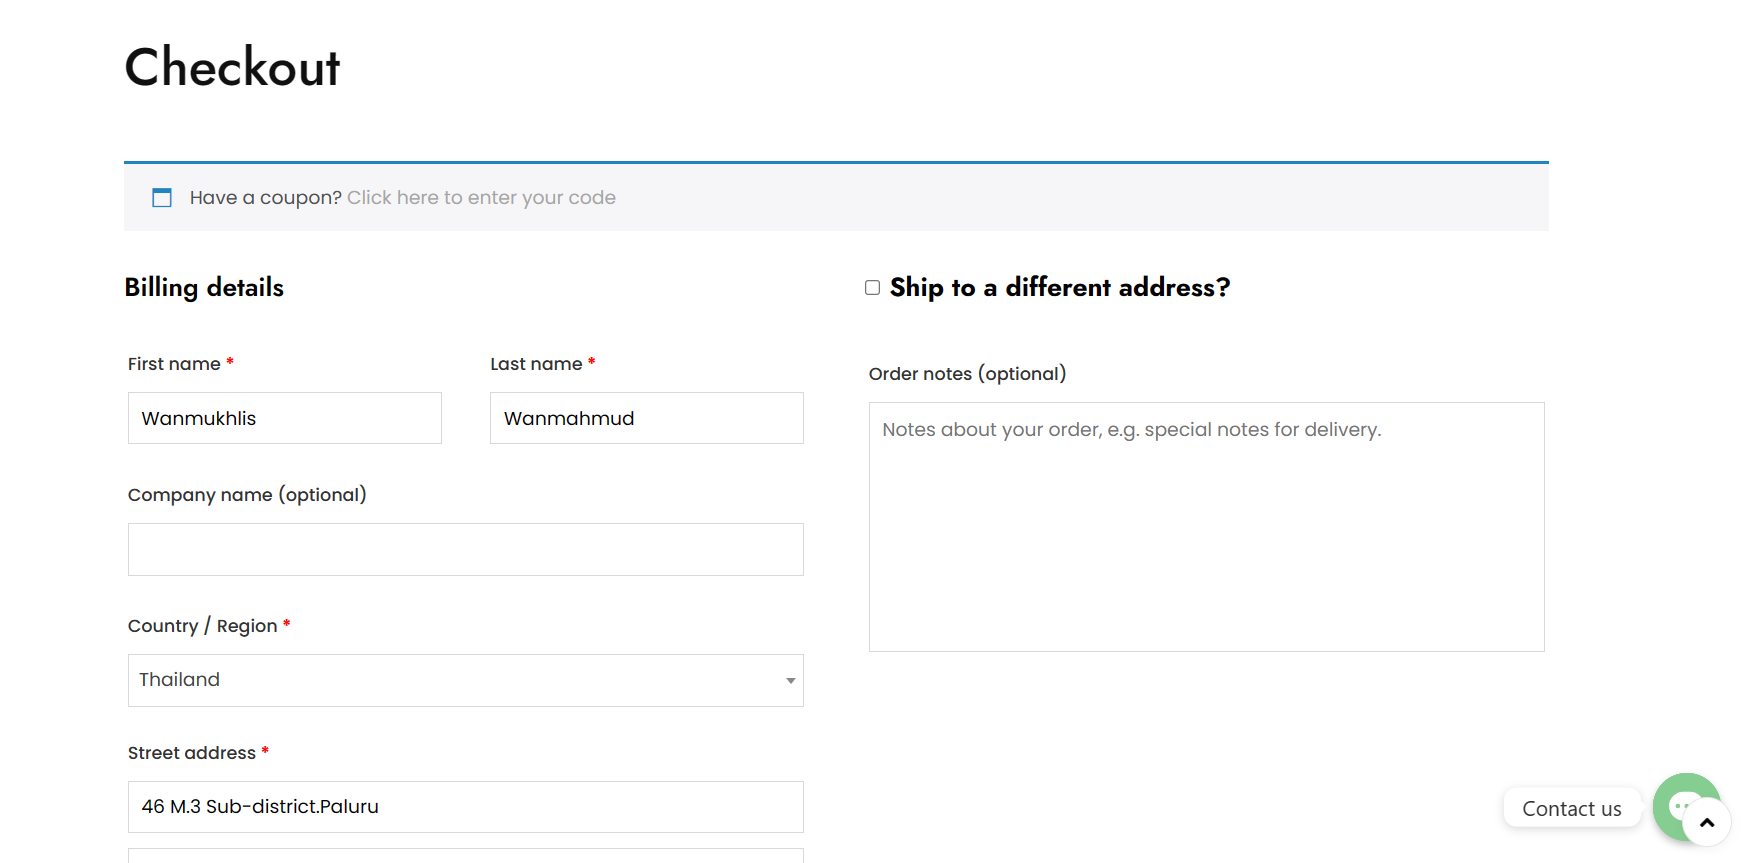 Checkout
Have a coupon? Click here to enter your code
Billing details
First name *
Last name *
Wanmukhlis
Wanmahmud
Company name (optional)
Country / Region *
Thailand
Street address *
46 M.3 Sub-district.Paluru
Ship to a different address?
Order notes (optional)
Notes about your order, e.g. special notes for delivery.
Contact us